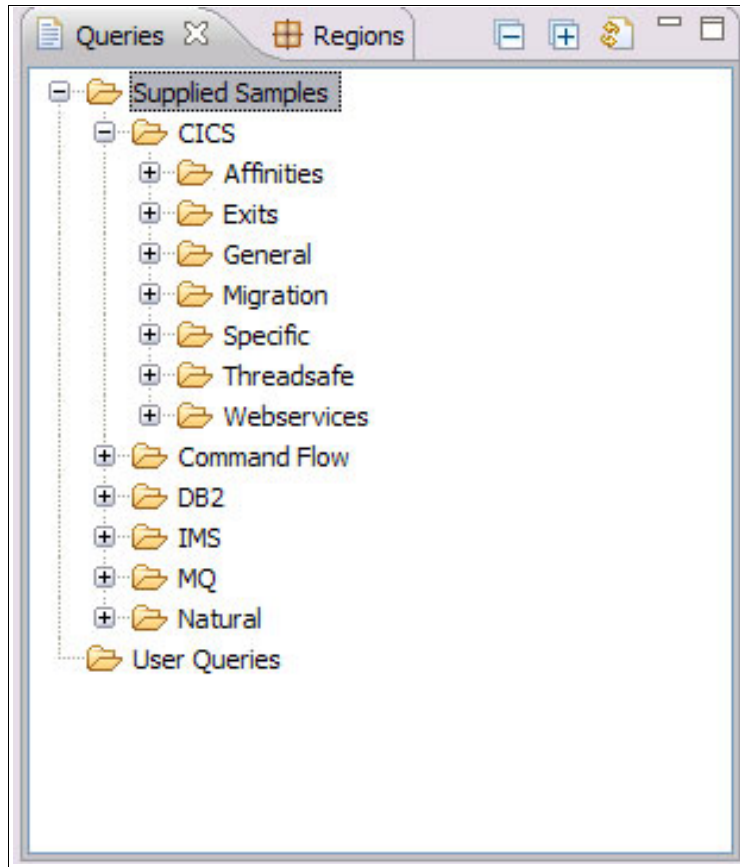 Queries Regions
Supplied Samples
CICS
Affinities
Exits
General
Migration
Specific
Threadsafe
Webservices
Command Flow
DB2
IMS
MQ
Natural
User Queries